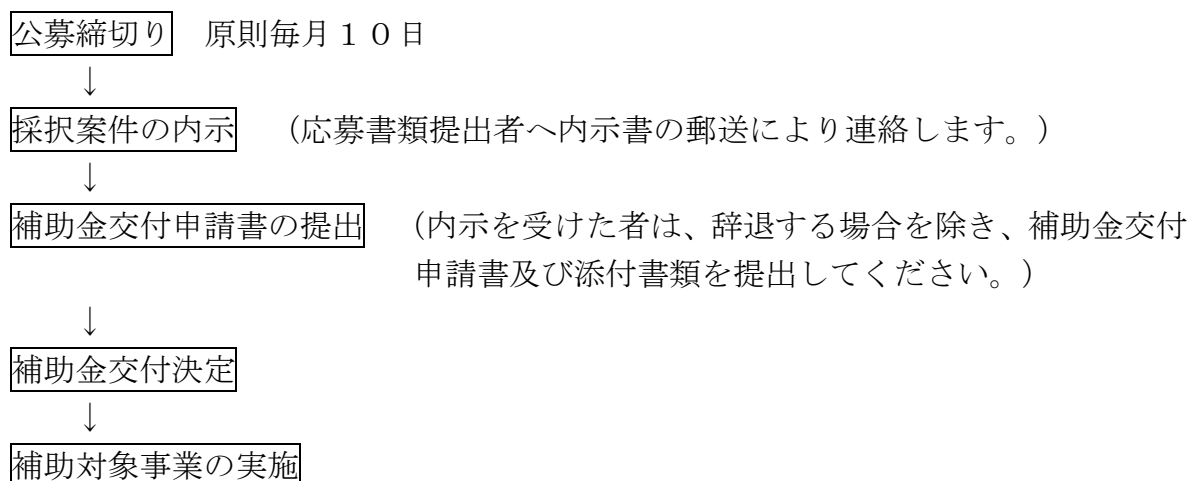 公募締切り　原則毎月１０日
↓
採択案件の内示　（応募書類提出者へ内示書の郵送により連絡します。）
↓
補助金交付申請書の提出　（内示を受けた者は、辞退する場合を除き、補助金交付
申請書及び添付書類を提出してください。）
↓
補助金交付決定
↓
補助対象事業の実施